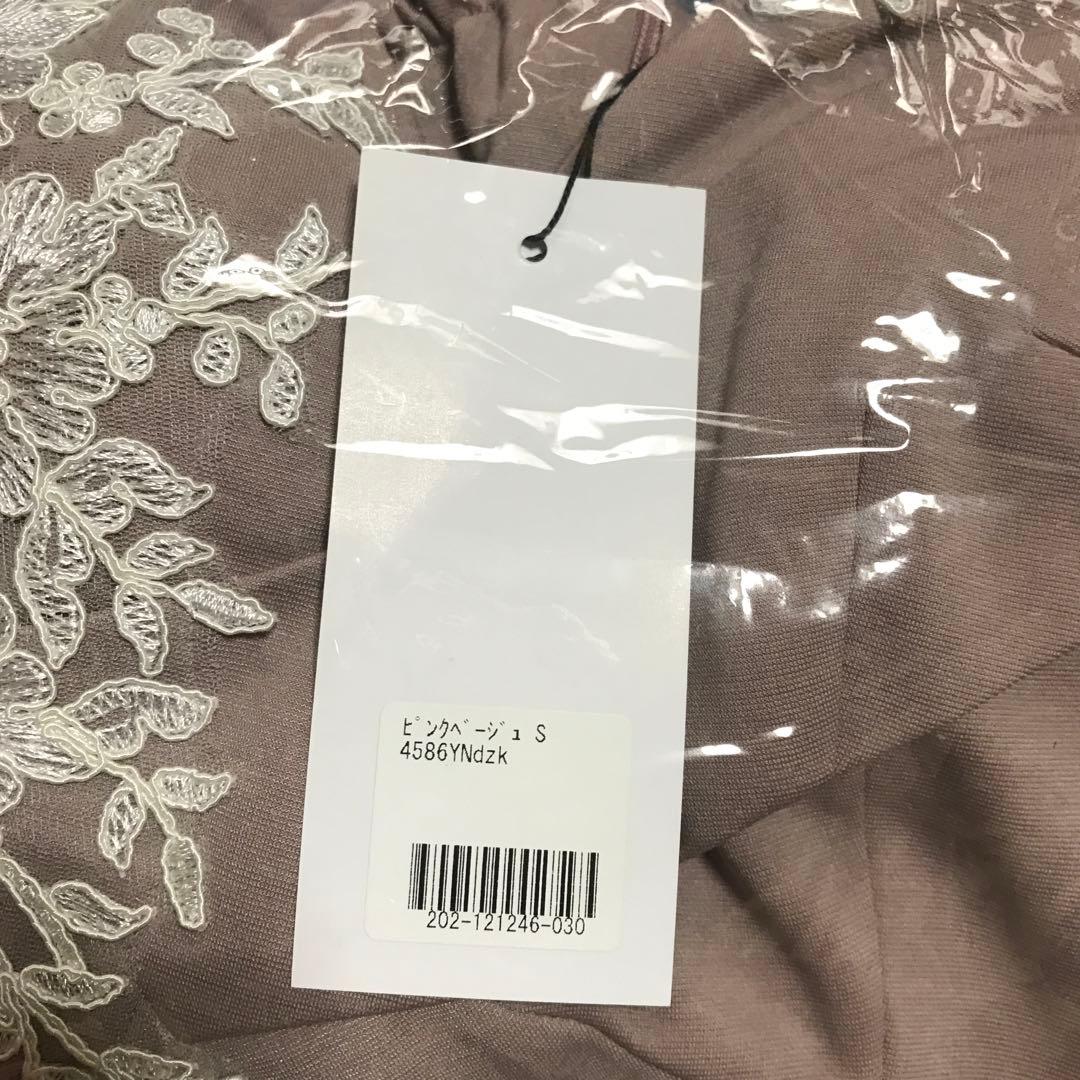 ﾋﾟﾝｸﾍﾞｰｼﾞｭ S
4586YNdzk
202-121246-030